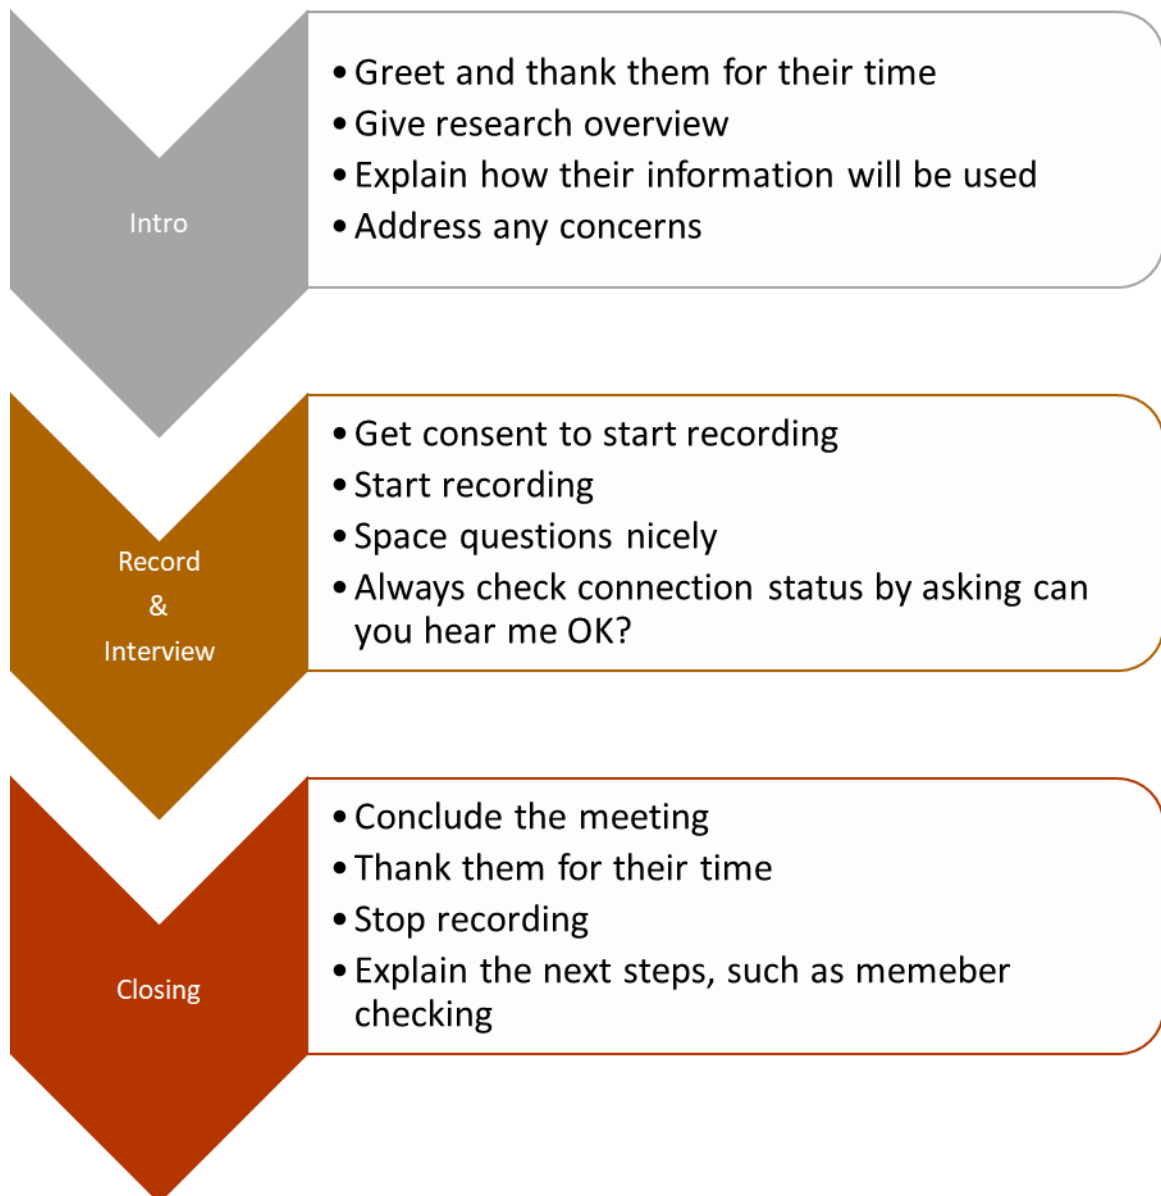 Intro
• Greet and thank them for their time
• Give research overview
• Explain how their information will be used
• Address any concerns
Record
&
Interview
• Get consent to start recording
• Start recording
• Space questions nicely
• Always check connection status by asking can
you hear me OK?
Closing
• Conclude the meeting
• Thank them for their time
• Stop recording
• Explain the next steps, such as memeber
checking